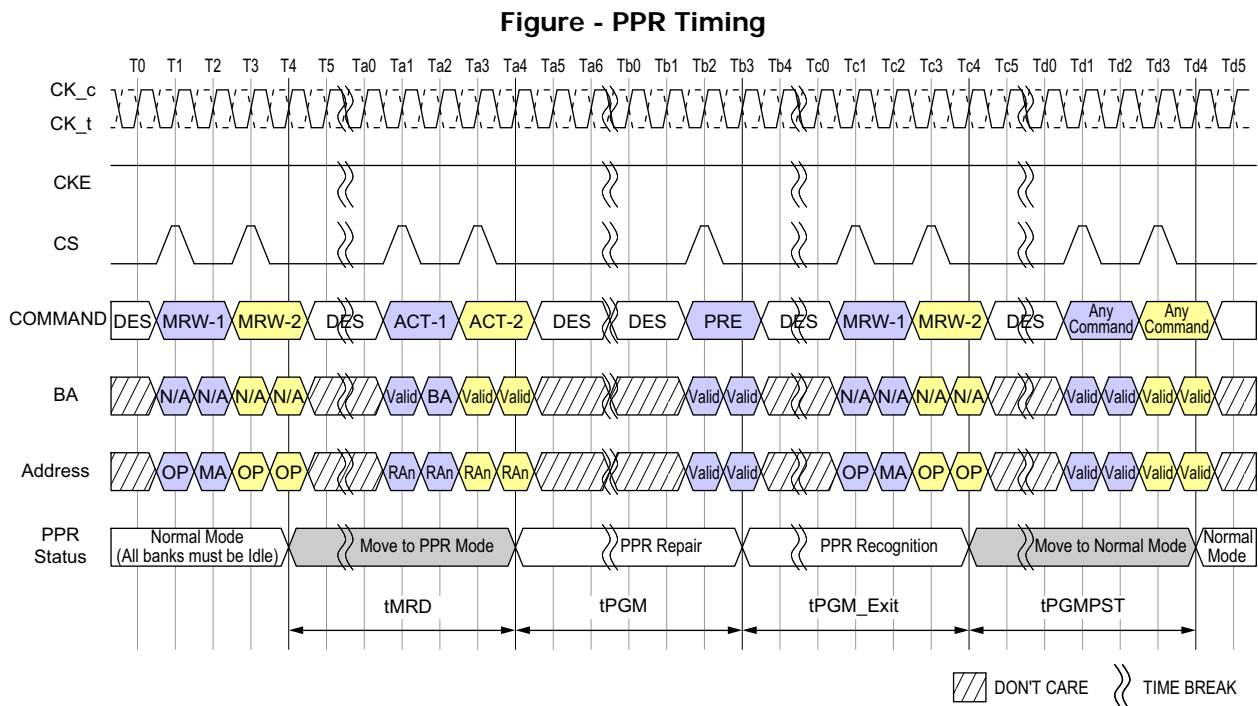 Figure - PPR Timing
T0 T1 T2 T3 T4 T5 Ta0 Ta1 Ta2 Ta3 Ta4 Ta5 Ta6 Tb0 Tb1 Tb2 Tb3 Tb4 Tc0 Tc1 Tc2 Tc3 Tc4 Tc5 Td0 Td1 Td2 Td3 Td4 Td5
CK_c
CK_t
CKE
CS
COMMAND DES MRW-1 MRW-2 DES ACT-1 ACT-2 DES DES PRE DES MRW-1 MRW-2 DES Any Command Any Command
BA N/A N/A N/A N/A Valid BA Valid Valid Valid Valid N/A N/A N/A N/A Valid Valid Valid Valid
Address OP MA OP OP RAn RAn RAn RAn Valid Valid OP MA OP OP Valid Valid Valid Valid
PPR Status Normal Mode (All banks must be Idle) Move to PPR Mode PPR Repair PPR Recognition Move to Normal Mode Normal Mode
tMRD tPGM tPGM_Exit tPGMPST
DON'T CARE TIME BREAK